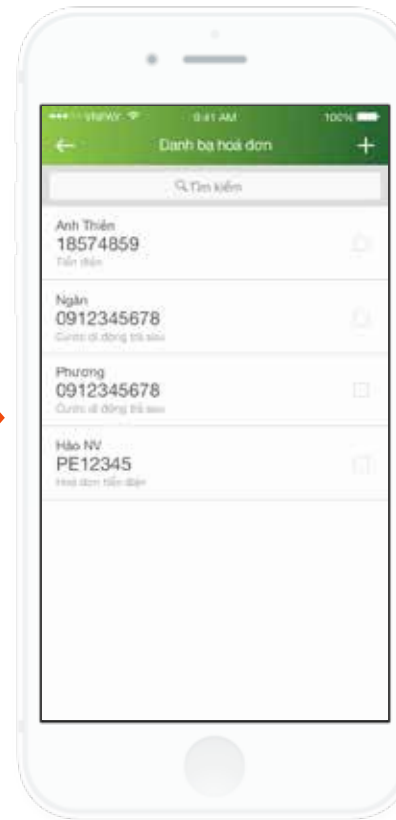 VNPAY 9:41 AM 100%
Danh bạ hoá đơn
Tìm kiếm
Anh Thiên
18574859
Tiền điện
Ngân
0912345678
Cước di động trả sau
Phương
0912345678
Cước di động trả sau
Hảo NV
PE12345
Hoá đơn tiền điện